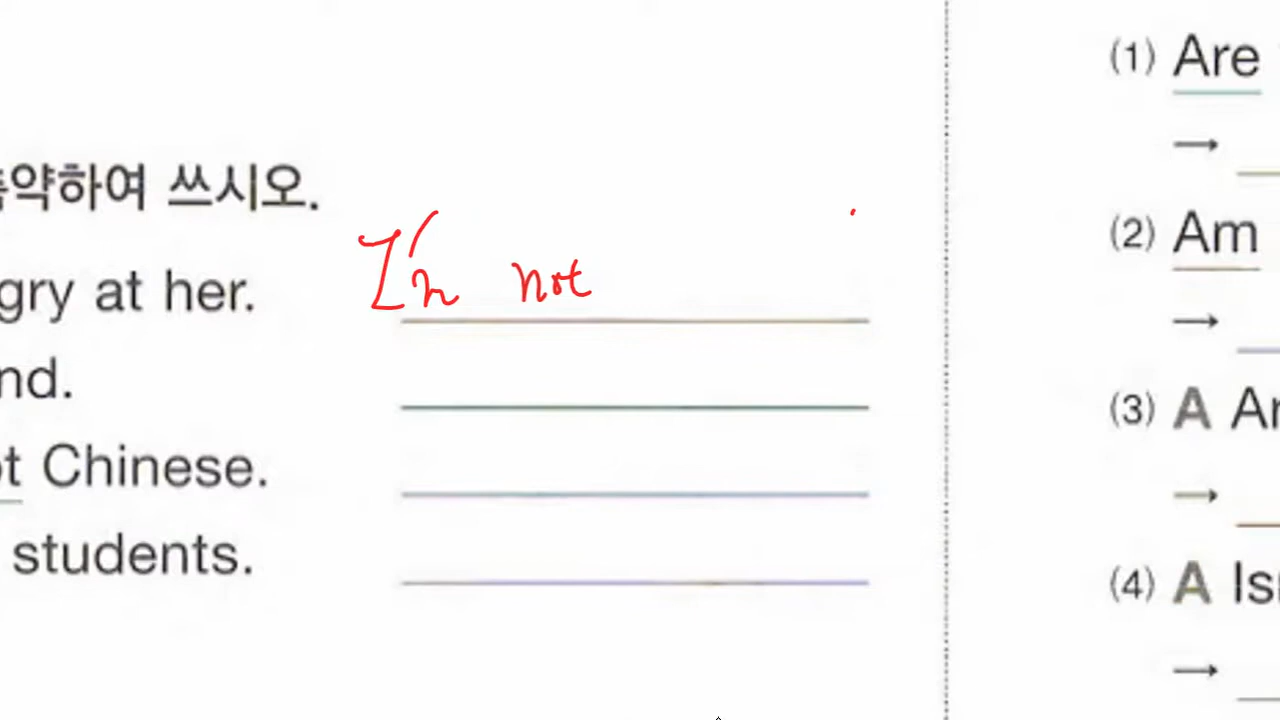 약하여 쓰시오.
gry at her. I'm not
nd.
ot Chinese.
students.
(1) Are
→
(2) Am
→
(3) A Ar
→
(4) A Is
→